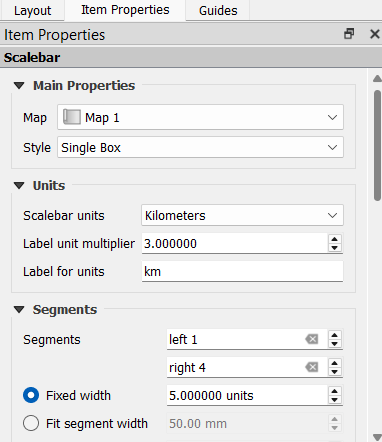 Layout Item Properties Guides
Item Properties
Scalebar
Main Properties
Map Map 1
Style Single Box
Units
Scalebar units Kilometers
Label unit multiplier 3.000000
Label for units km
Segments
Segments left 1
right 4
Fixed width 5.000000 units
Fit segment width 50.00 mm